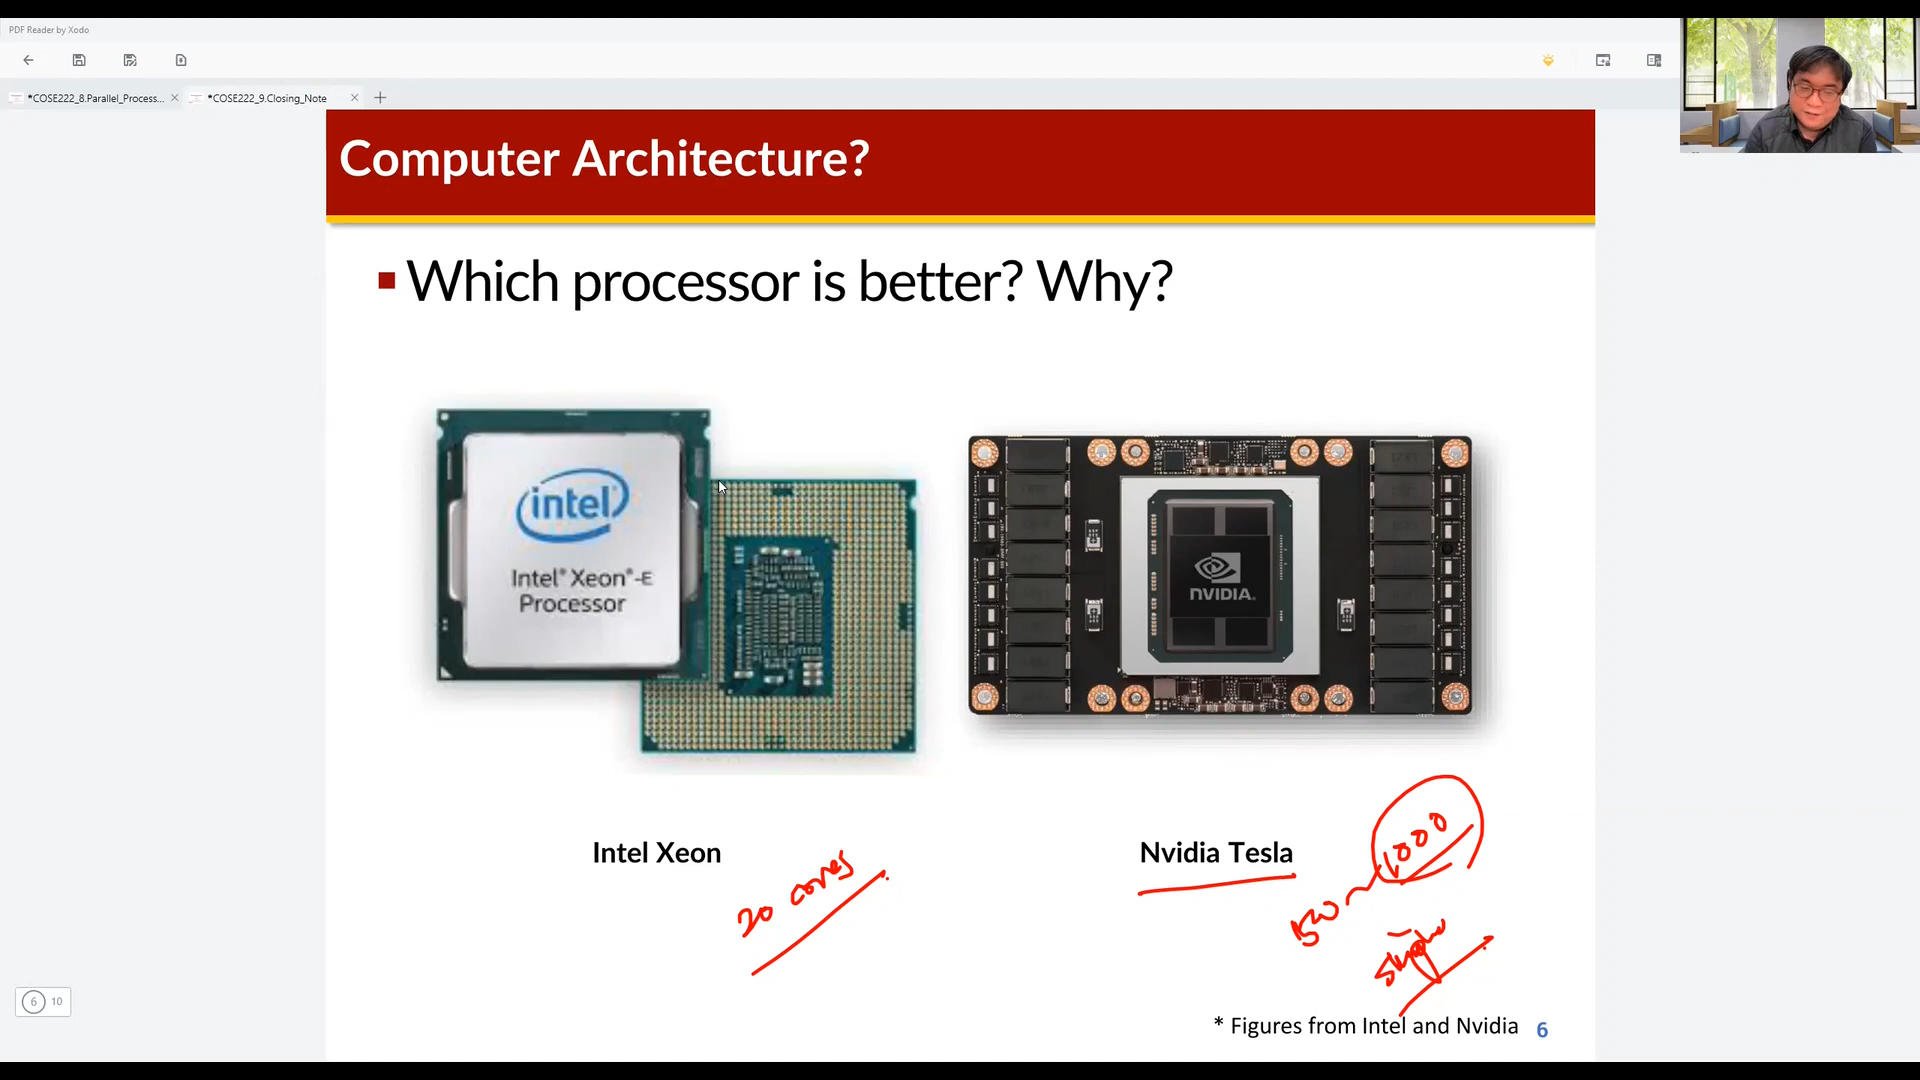 PDF Reader by Xodo
*COSE222_8.Parallel_Process...
*COSE222_9.Closing_Note
Computer Architecture?
Which processor is better? Why?
intel
Intel® Xeon®-E
Processor
NVIDIA.
Intel Xeon
20 cores
Nvidia Tesla
1000
* Figures from Intel and Nvidia
6
6 10